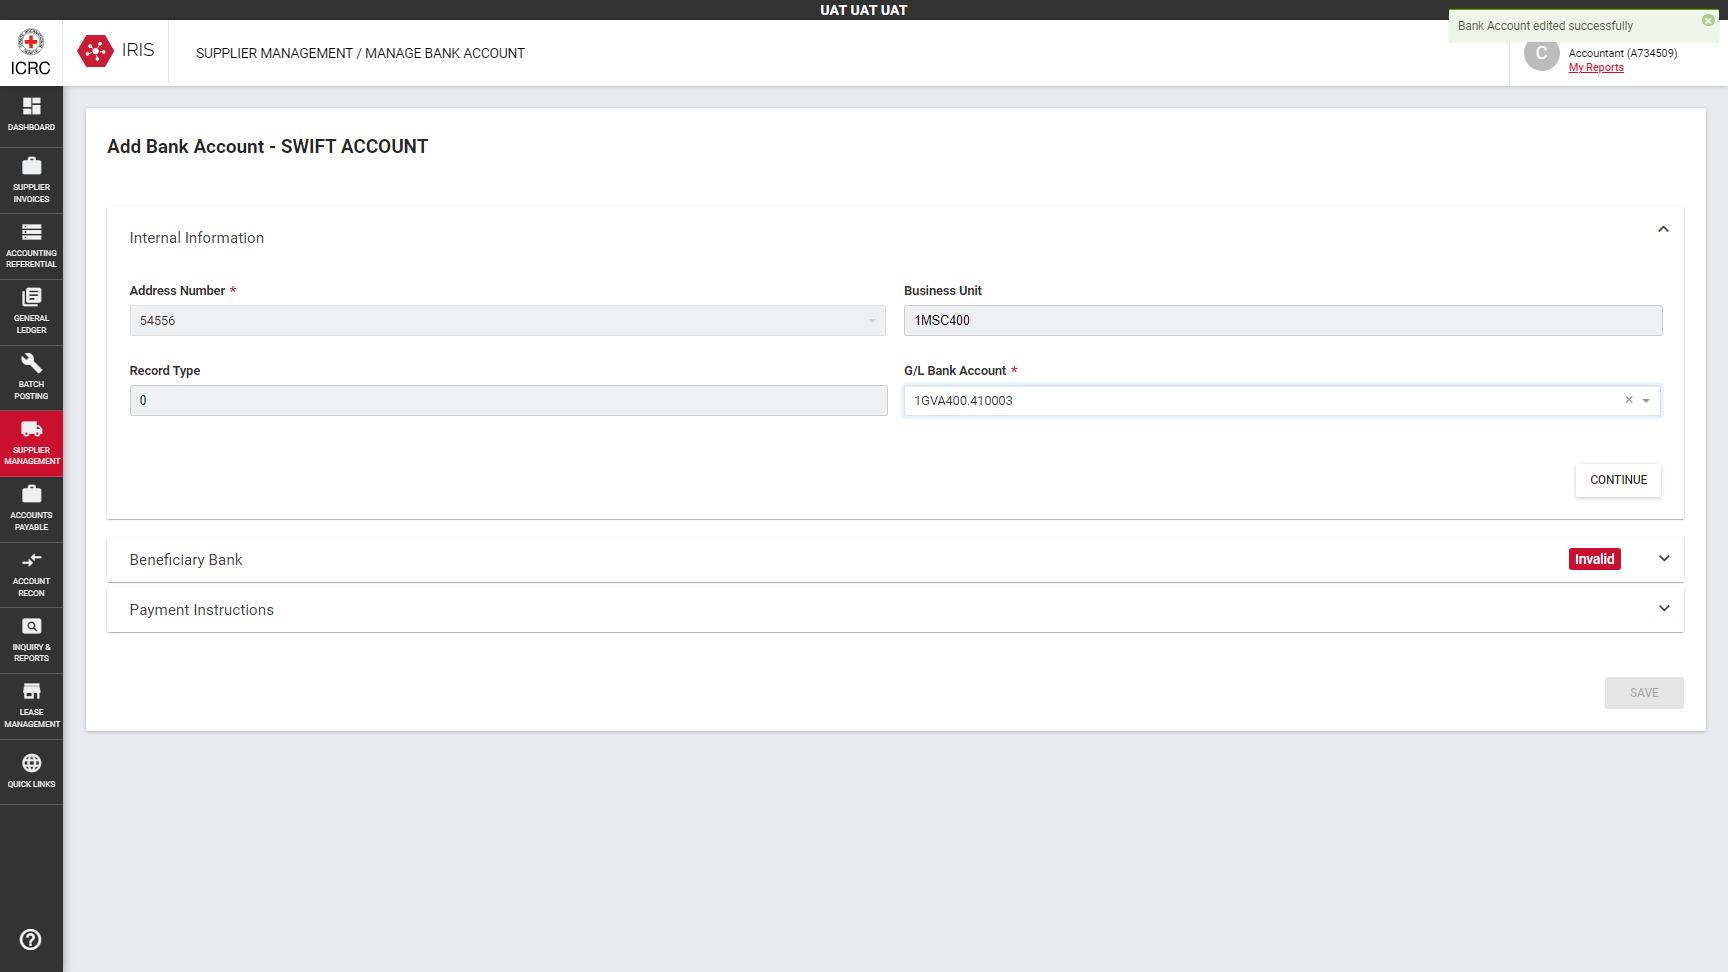 UAT UAT UAT
Bank Account edited successfully
ICRC
IRIS
SUPPLIER MANAGEMENT / MANAGE BANK ACCOUNT
C
Accountant (A734509)
My Reports
DASHBOARD
SUPPLIER
INVOICES
ACCOUNTING
REFERENTIAL
GENERAL
LEDGER
BATCH
POSTING
SUPPLIER
MANAGEMENT
ACCOUNTS
PAYABLE
ACCOUNT
RECON
INQUIRY &
REPORTS
LEASE
MANAGEMENT
QUICK LINKS
Add Bank Account - SWIFT ACCOUNT
Internal Information
Address Number *
54556
Business Unit
1MSC400
Record Type
0
G/L Bank Account *
1GVA400.410003
CONTINUE
Beneficiary Bank
Invalid
Payment Instructions
SAVE